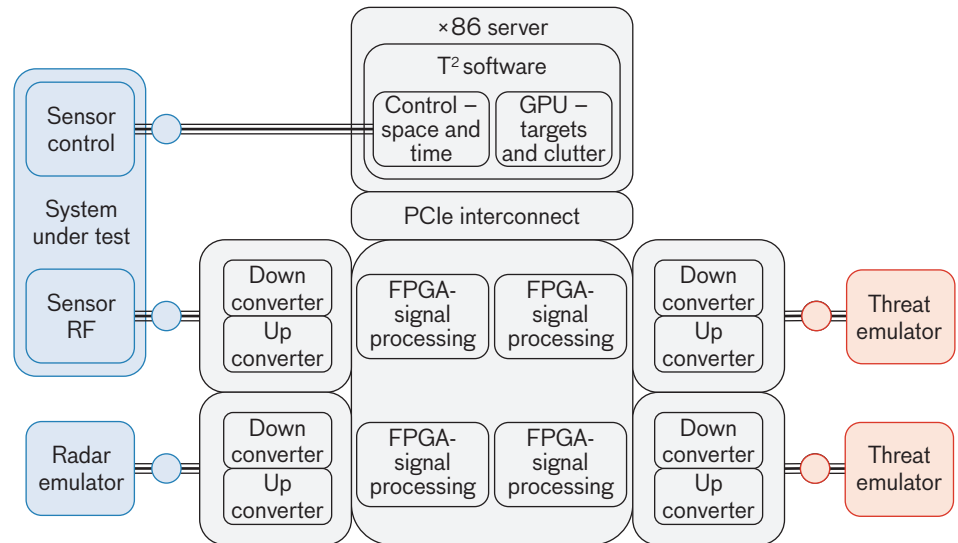 ×86 server
T² software
Control –
space and
time
GPU –
targets
and clutter
Sensor
control
System
under test
Sensor
RF
PCIe interconnect
Down
converter
Up
converter
FPGA-
signal
processing
FPGA-
signal
processing
Down
converter
Up
converter
Threat
emulator
Radar
emulator
Down
converter
Up
converter
FPGA-
signal
processing
FPGA-
signal
processing
Down
converter
Up
converter
Threat
emulator